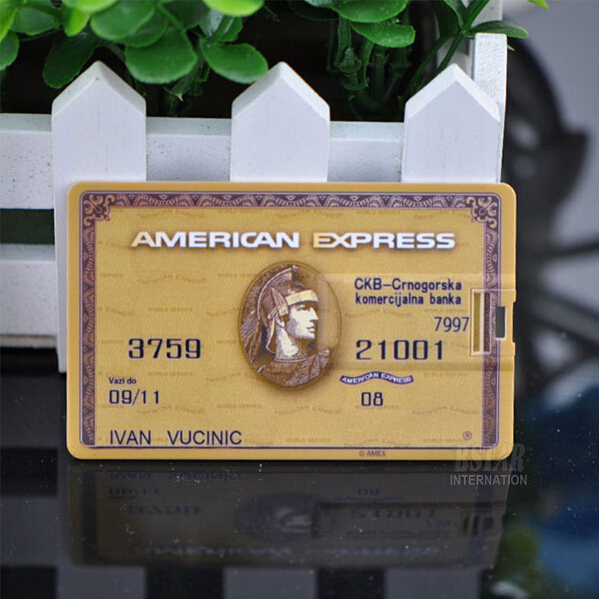 AMERICAN EXPRESS
CKB-Crnogorska
komercijalna banka
7997
3759 21001
AMERICAN EXPRESS
Vazi do
09/11 08
IVAN VUCINIC ®
© AMEX
BSTAR
INTERNATION